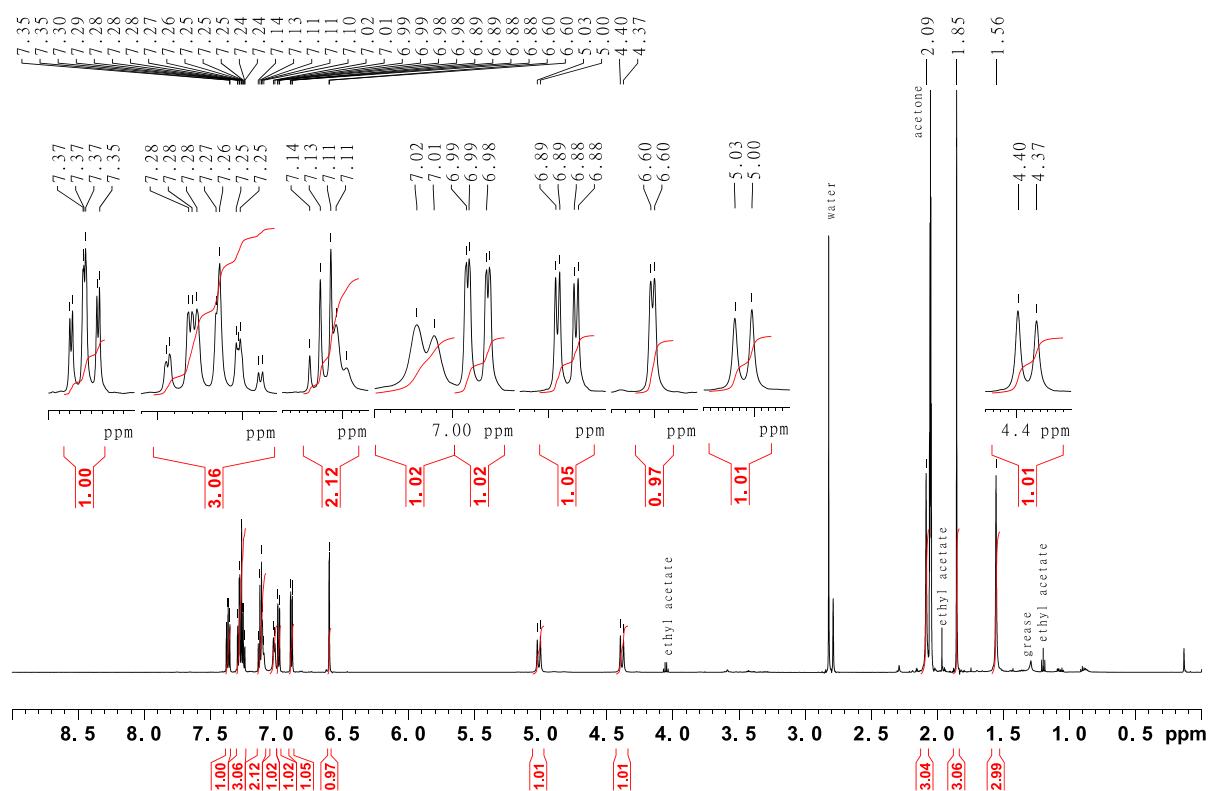 7.35 7.35 7.30 7.29 7.28 7.28 7.28 7.27 7.26 7.25 7.25 7.25 7.24 7.24 7.14 7.13 7.11 7.11 7.10 7.02 7.01 6.99 6.99 6.98 6.98 6.89 6.89 6.88 6.88 6.60 6.60 5.03 5.00 4.40 4.37 2.09 1.85 1.56
acetone
7.37 7.37 7.37 7.35 7.28 7.28 7.28 7.27 7.26 7.25 7.25 7.14 7.13 7.11 7.11 7.02 7.01 6.99 6.99 6.98 6.89 6.89 6.88 6.88 6.60 6.60 5.03 5.00 4.40 4.37
water
ppm ppm ppm 7.00 ppm ppm ppm ppm 4.4 ppm
1.00 3.06 2.12 1.02 1.02 1.05 0.97 1.01 1.01
ethyl acetate ethyl acetate grease ethyl acetate
8.5 8.0 7.5 7.0 6.5 6.0 5.5 5.0 4.5 4.0 3.5 3.0 2.5 2.0 1.5 1.0 0.5 ppm
1.00 3.06 2.12 1.02 1.02 1.05 0.97 1.01 1.01 3.04 3.06 2.99